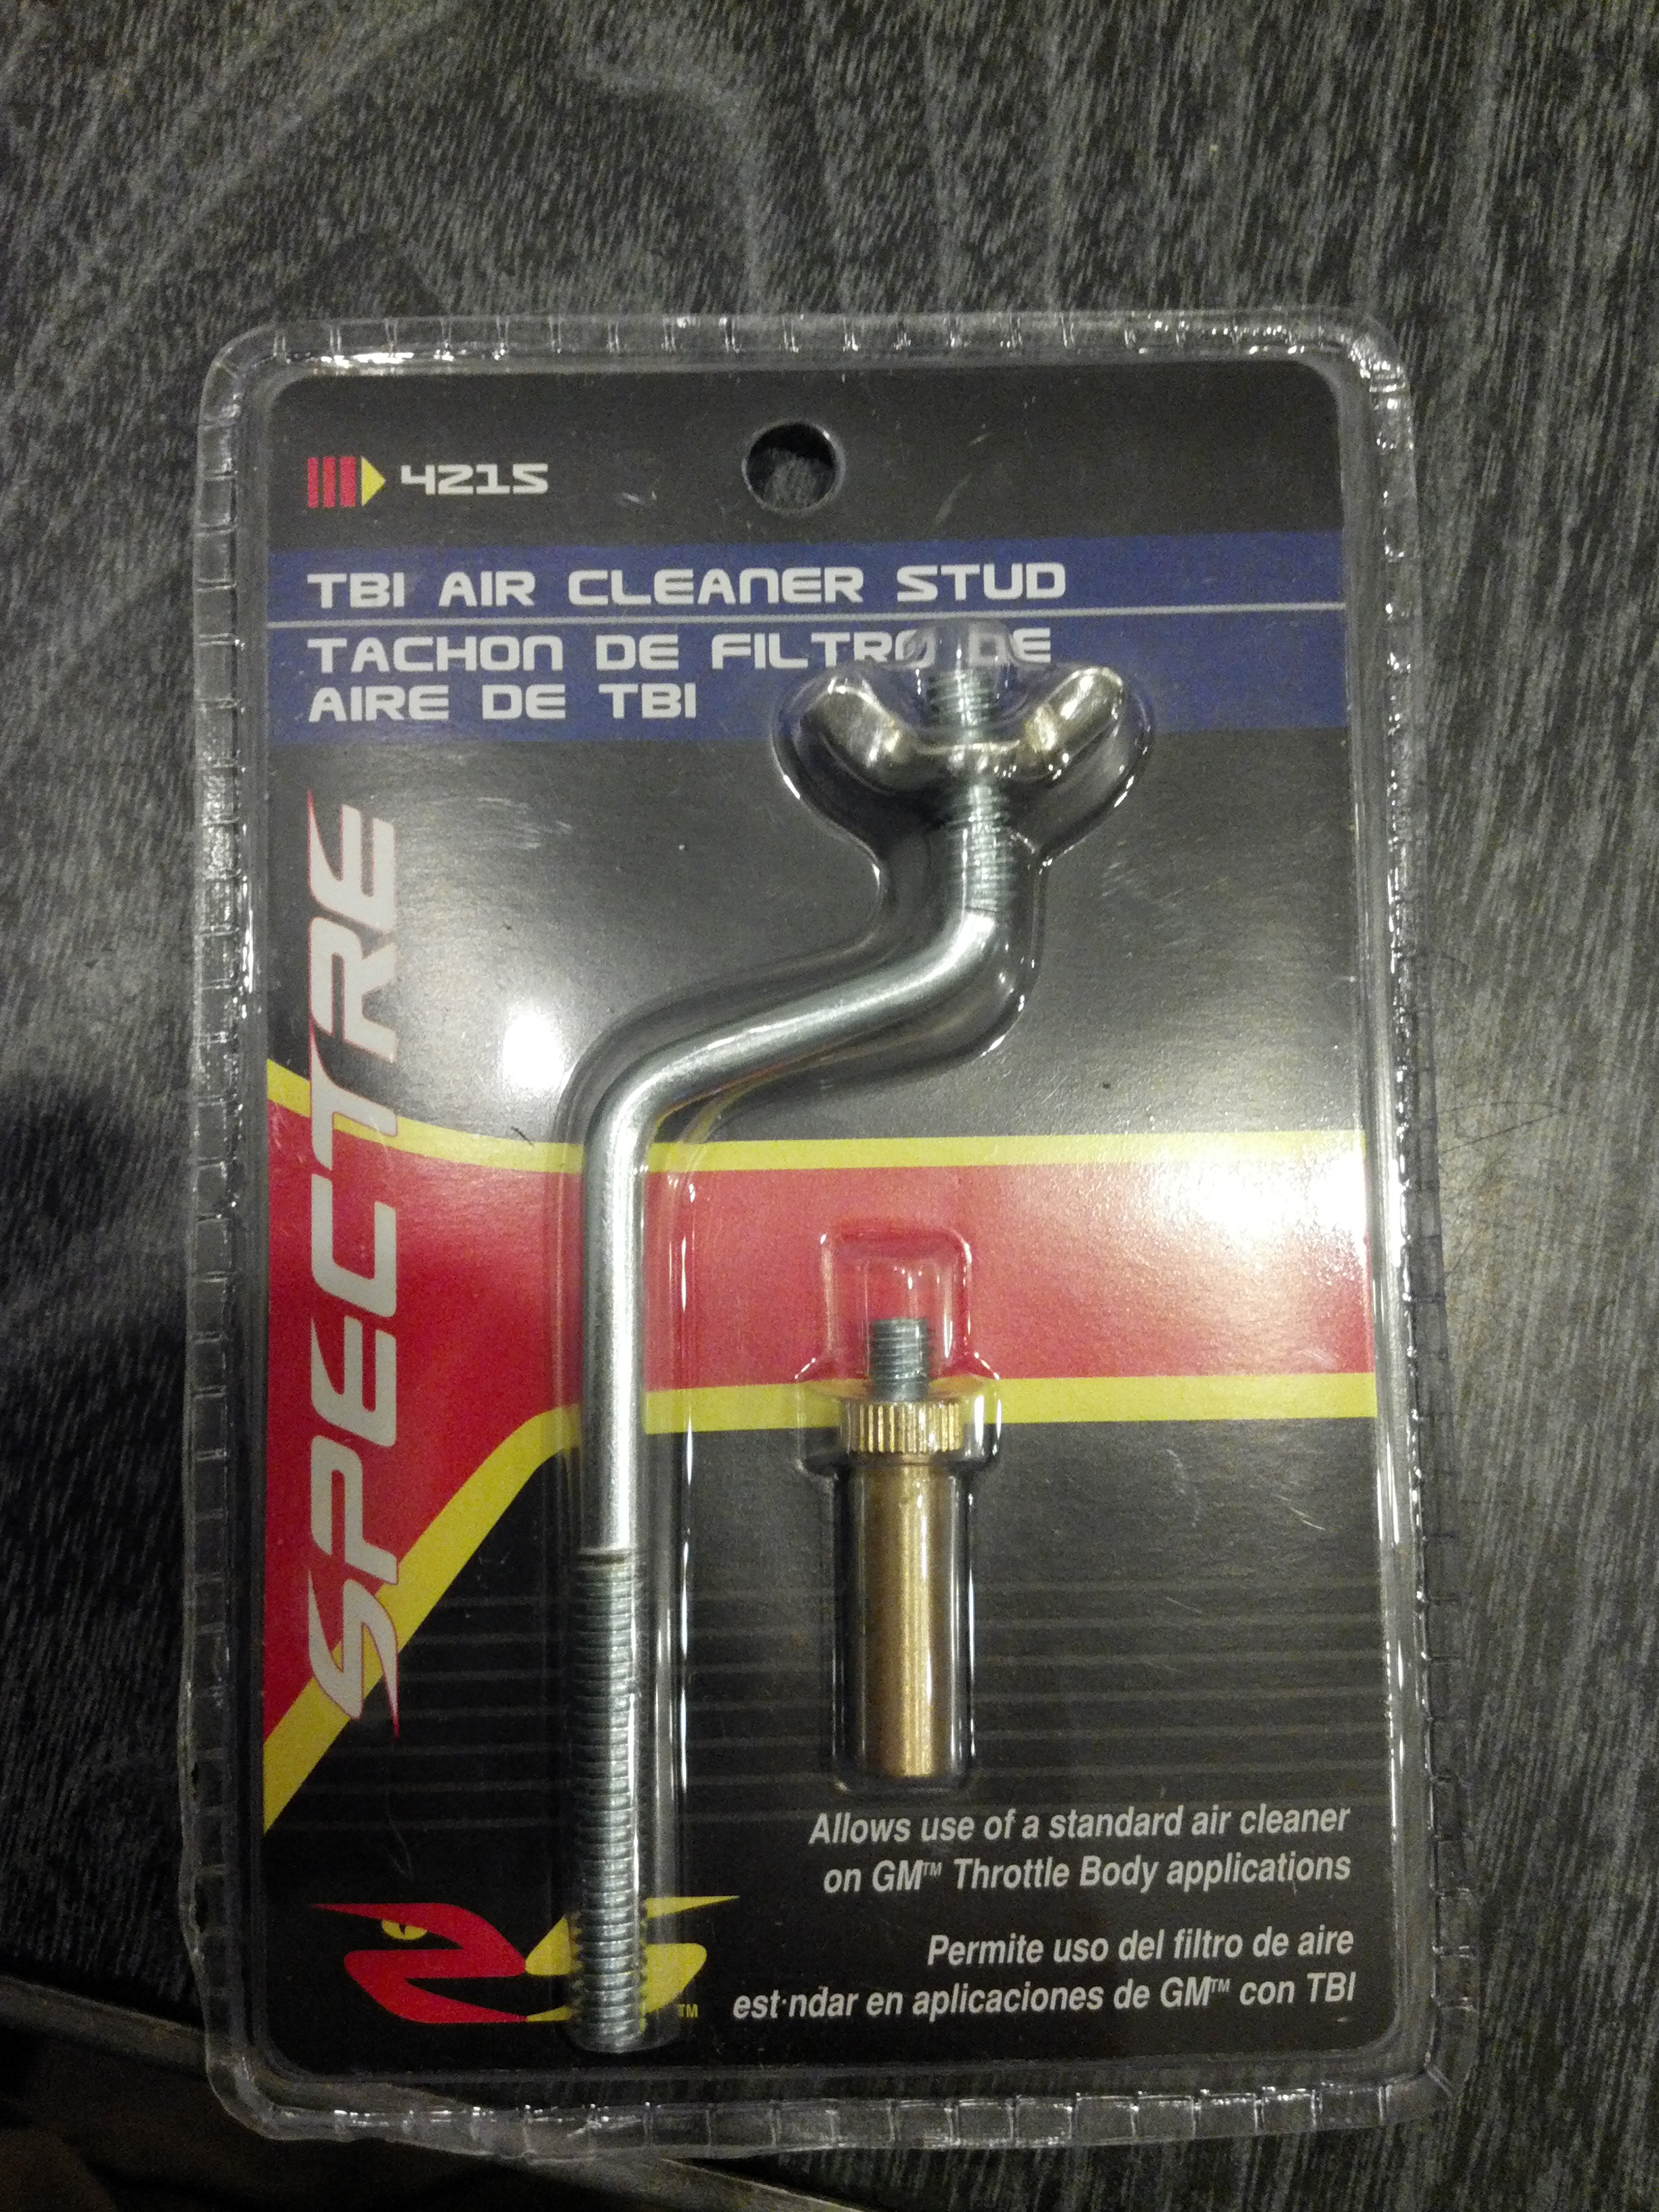 4215
TBI AIR CLEANER STUD
TACHON DE FILTRO DE
AIRE DE TBI
SPECTRE
Allows use of a standard air cleaner
on GM™ Throttle Body applications
Permite uso del filtro de aire
est·ndar en aplicaciones de GM™ con TBI
TM